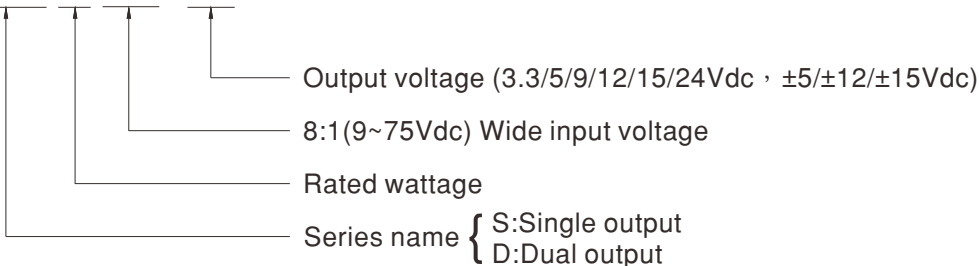 Output voltage (3.3/5/9/12/15/24Vdc，±5/±12/±15Vdc)
8:1(9~75Vdc) Wide input voltage
Rated wattage
Series name { S:Single output
D:Dual output